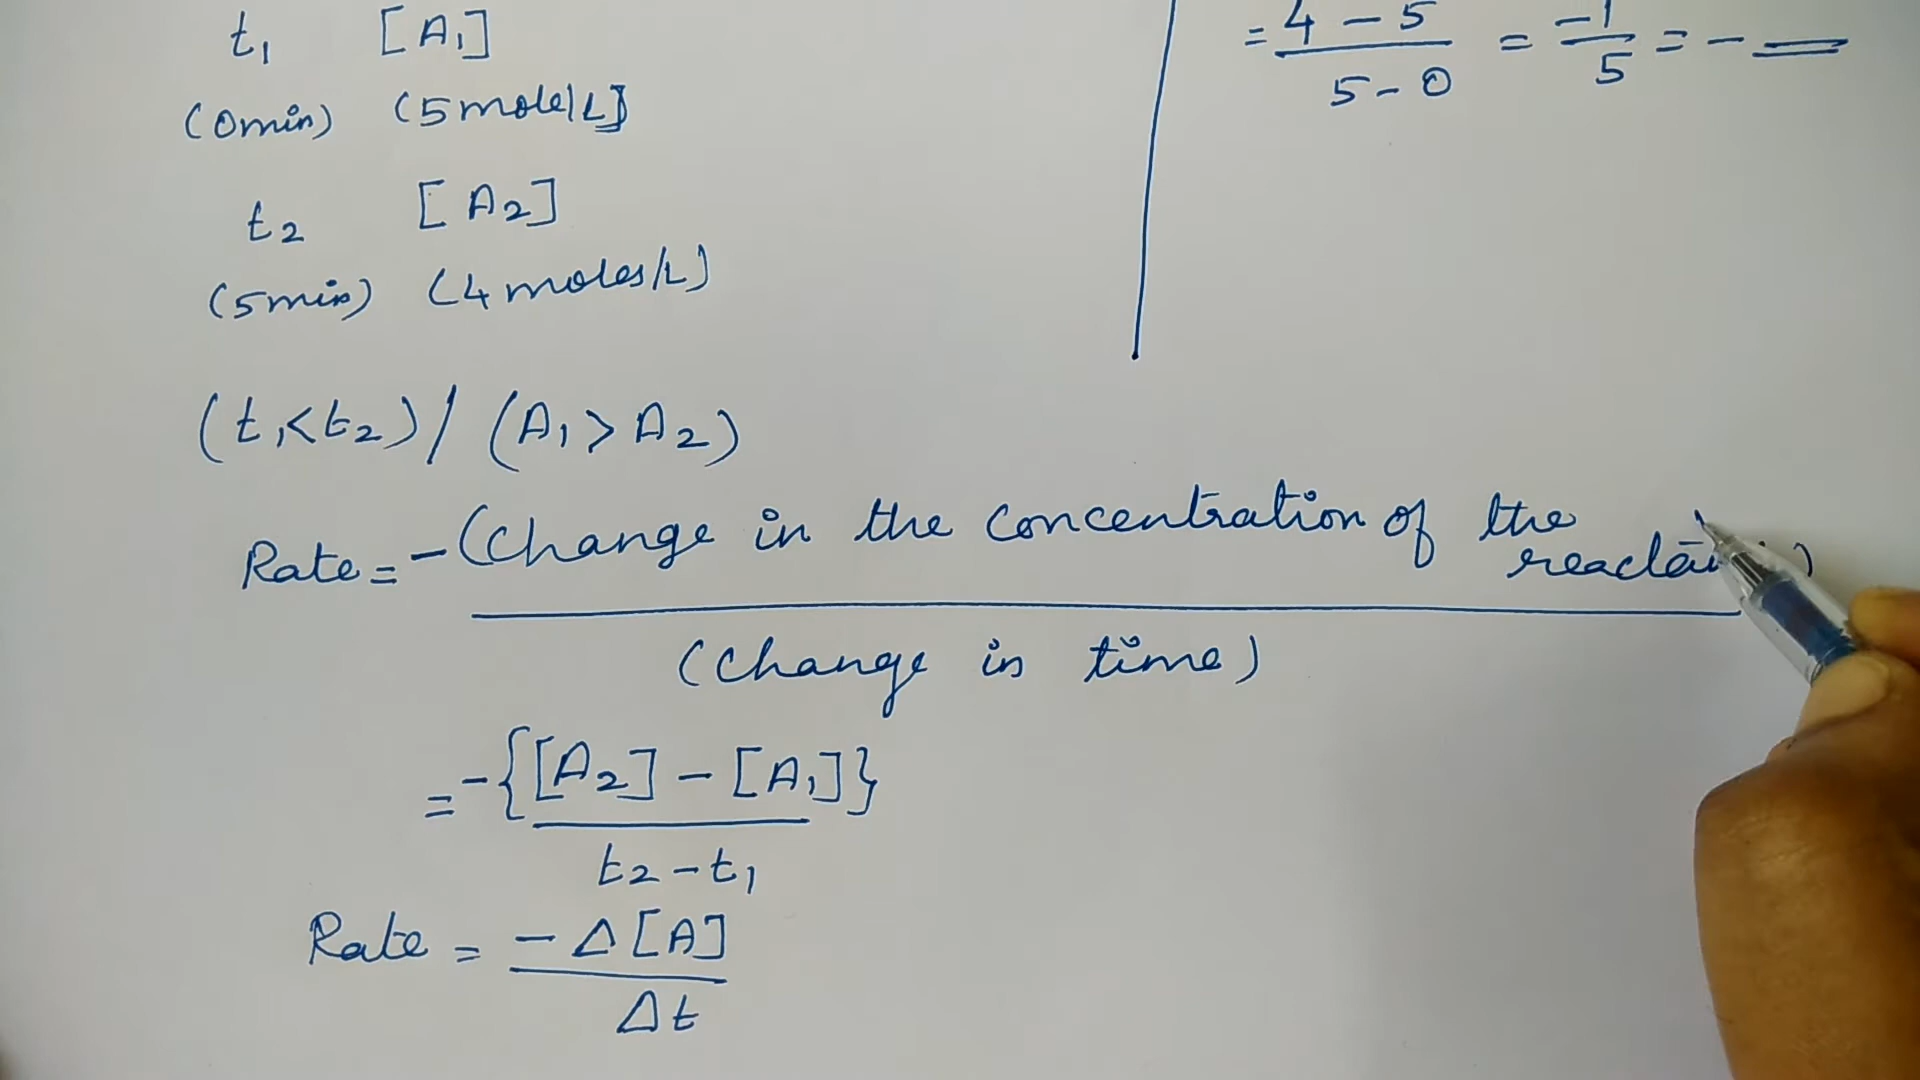 t₁ [A₁]
(0min) (5mole/L]
t₂ [A₂]
(5min) (4moles/L)
(t₁<t₂)/(A₁>A₂)
= 4-5 / 5-0 = -1/5 = -
Rate = -(Change in the concentration of the
(Change in time)
= -{[A₂]-[A₁]}
t₂-t₁
Rate = -Δ[A]
Δt